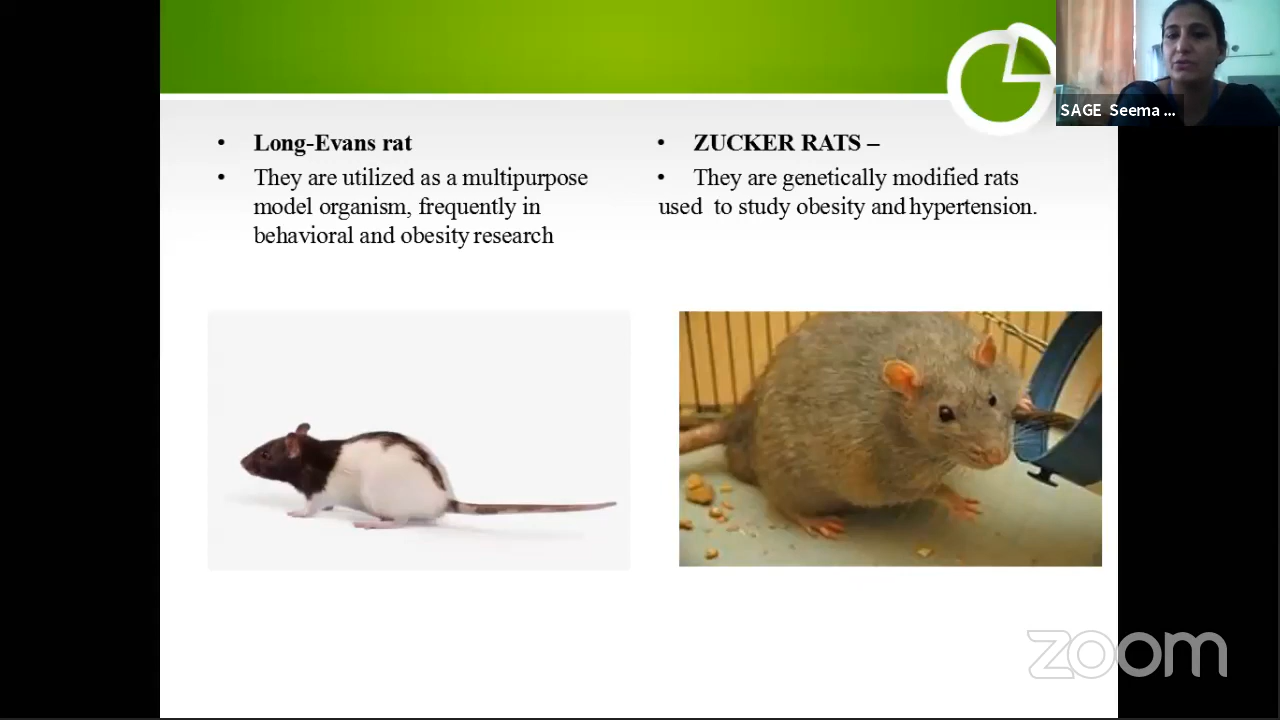 SAGE Seema ...
• Long-Evans rat
• They are utilized as a multipurpose
model organism, frequently in
behavioral and obesity research
• ZUCKER RATS –
• They are genetically modified rats
used to study obesity and hypertension.
zoom